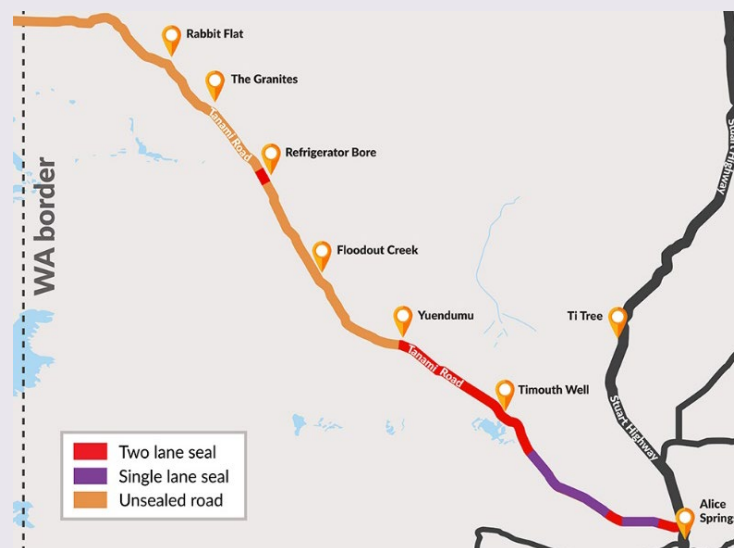 Rabbit Flat
The Granites
Tanami Road
Refrigerator Bore
Stuart Highway
WA border
Floodout Creek
Yuendumu
Ti Tree
Tanami Road
Timouth Well
Stuart Highway
Two lane seal
Single lane seal
Unsealed road
Alice
Springs